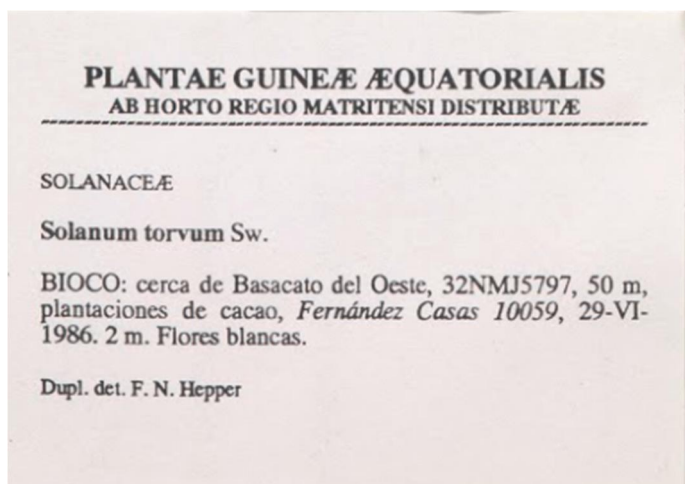 PLANTAE GUINEÆ ÆQUATORIALIS
AB HORTO REGIO MATRITENSI DISTRIBUTÆ
SOLANACEÆ
Solanum torvum Sw.
BIOCO: cerca de Basacato del Oeste, 32NMJ5797, 50 m,
plantaciones de cacao, Fernández Casas 10059, 29-VI-
1986. 2 m. Flores blancas.
Dupl. det. F. N. Hepper